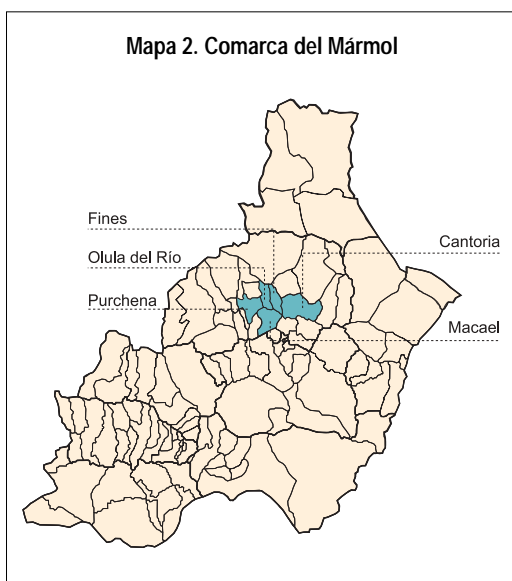 Mapa 2. Comarca del Mármol
Fines
Cantoria
Olula del Río
Purchena
Macael